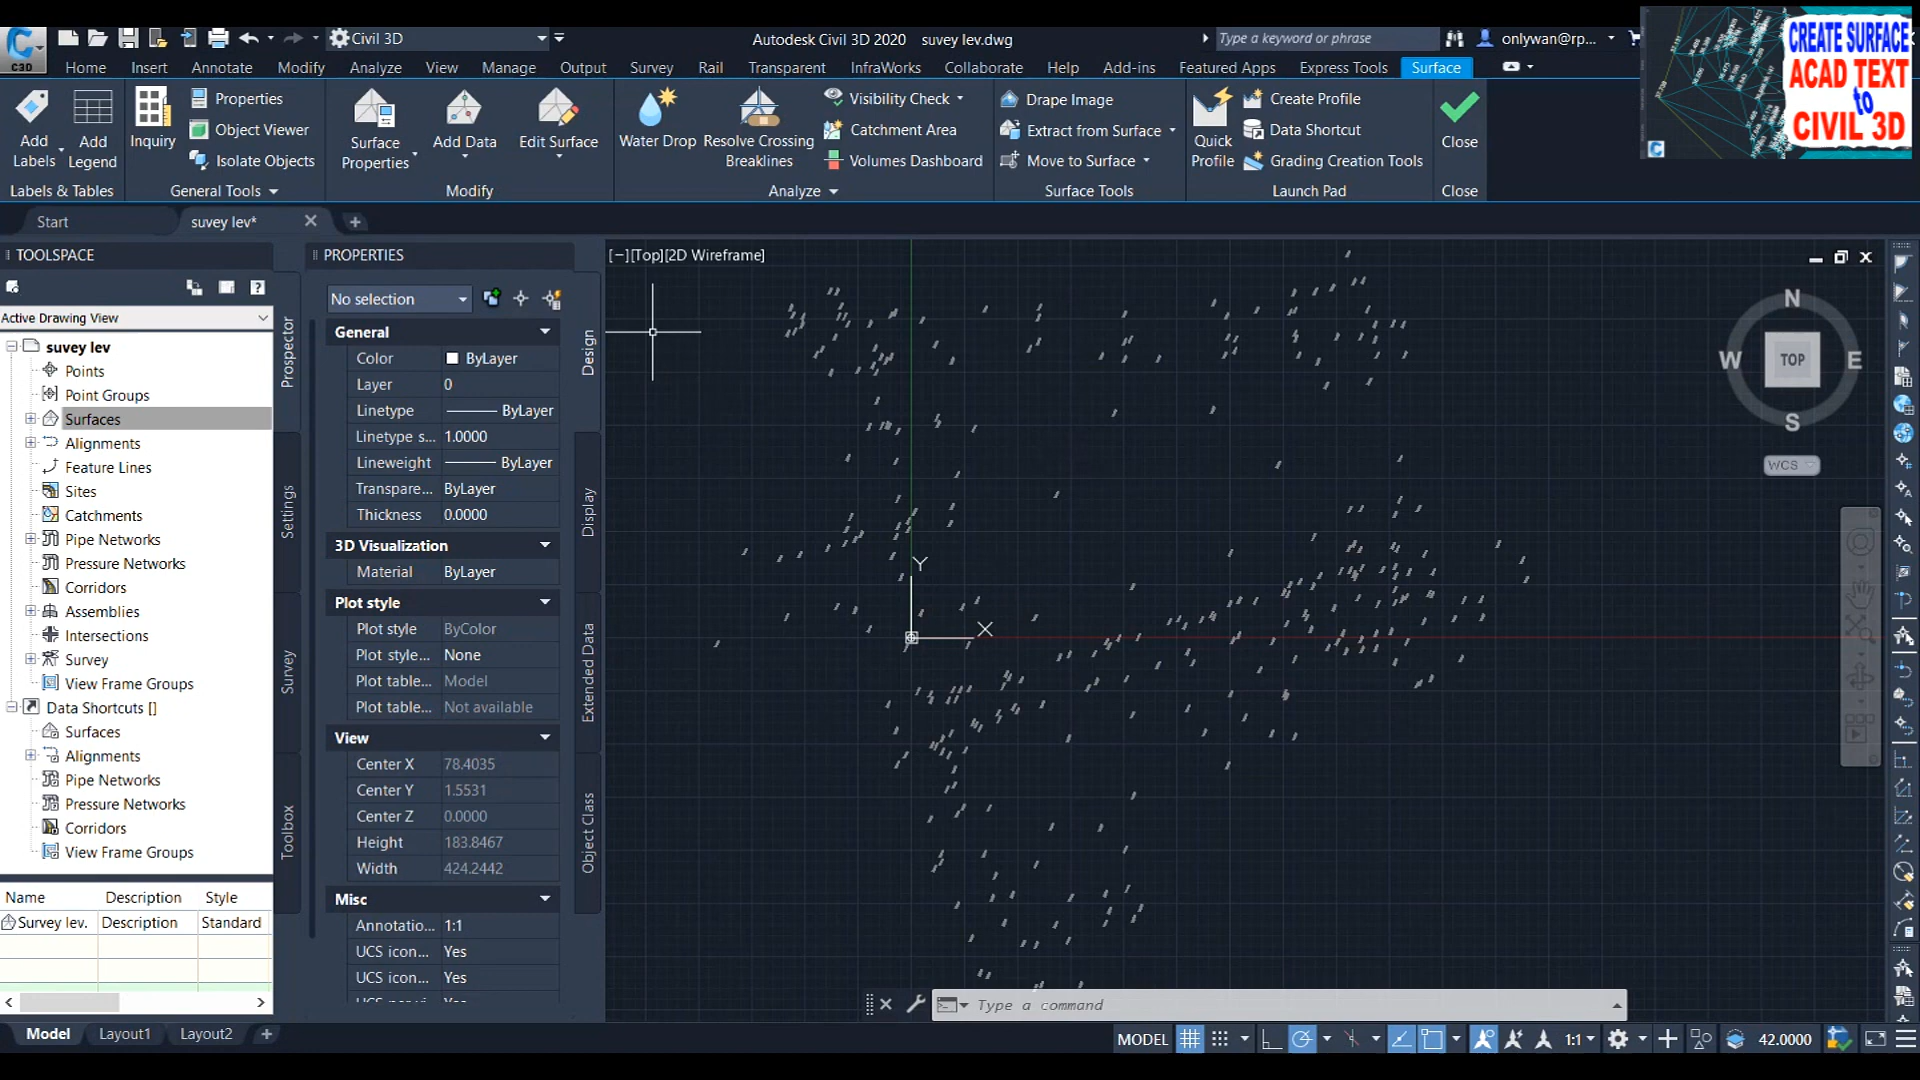 Civil 3D
Autodesk Civil 3D 2020 suvey lev.dwg
Type a keyword or phrase
onlywan@rp...
C3D
Home Insert Annotate Modify Analyze View Manage Output Survey Rail Transparent InfraWorks Collaborate Help Add-ins Featured Apps Express Tools Surface
CREATE SURFACE
ACAD TEXT
to
CIVIL 3D
Add Labels
Add Legend
Labels & Tables
Inquiry
Properties
Object Viewer
Isolate Objects
General Tools
Surface Properties
Add Data
Edit Surface
Modify
Water Drop
Resolve Crossing Breaklines
Visibility Check
Catchment Area
Volumes Dashboard
Analyze
Drape Image
Extract from Surface
Move to Surface
Surface Tools
Quick Profile
Create Profile
Data Shortcut
Grading Creation Tools
Launch Pad
Close
Close
Start
suvey lev*
TOOLSPACE
Active Drawing View
suvey lev
Points
Point Groups
Surfaces
Alignments
Feature Lines
Sites
Catchments
Pipe Networks
Pressure Networks
Corridors
Assemblies
Intersections
Survey
View Frame Groups
Data Shortcuts []
Surfaces
Alignments
Pipe Networks
Pressure Networks
Corridors
View Frame Groups
Name Description Style
Survey lev. Description Standard
Prospector
Settings
Survey
Toolbox
PROPERTIES
No selection
General
Color ByLayer
Layer 0
Linetype ByLayer
Linetype s... 1.0000
Lineweight ByLayer
Transpare... ByLayer
Thickness 0.0000
3D Visualization
Material ByLayer
Plot style
Plot style ByColor
Plot style... None
Plot table... Model
Plot table... Not available
View
Center X 78.4035
Center Y 1.5531
Center Z 0.0000
Height 183.8467
Width 424.2442
Misc
Annotatio... 1:1
UCS icon... Yes
UCS icon... Yes
Design
Display
Extended Data
Object Class
[−][Top][2D Wireframe]
N
W TOP E
S
WCS
Y
X
Type a command
Model Layout1 Layout2
MODEL
1:1
42.0000